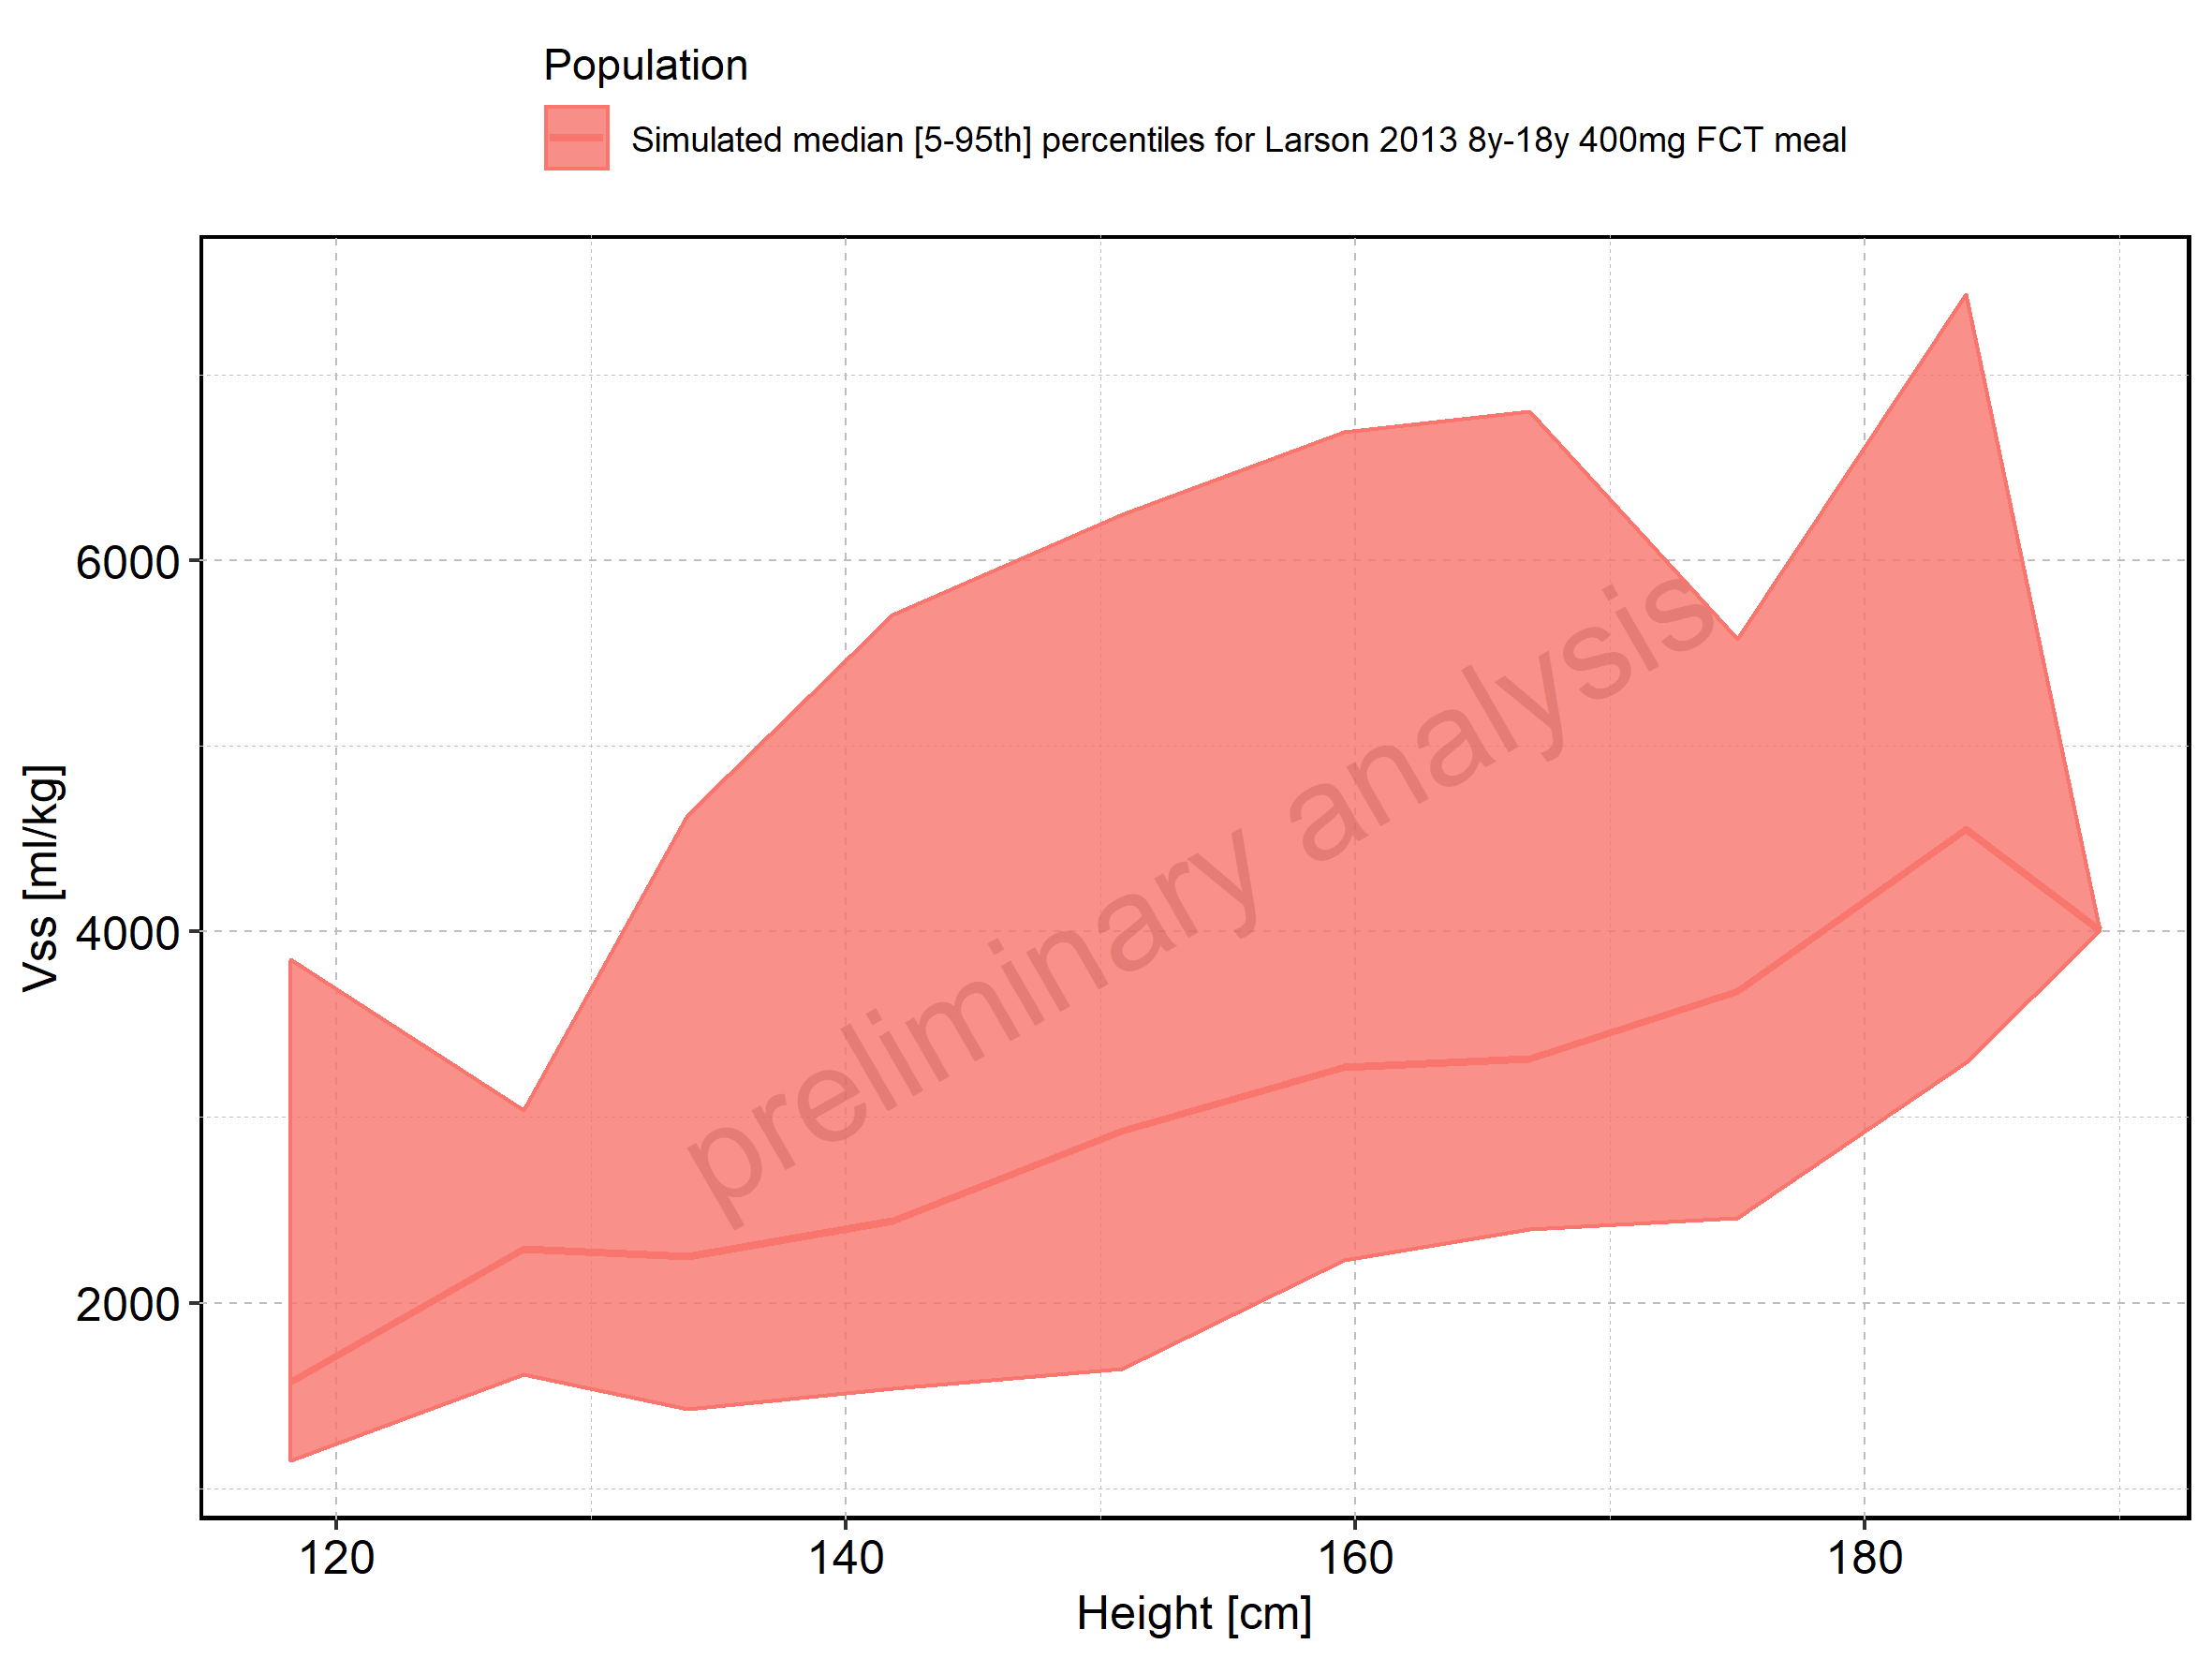 Population
Simulated median [5-95th] percentiles for Larson 2013 8y-18y 400mg FCT meal
Vss [ml/kg]
6000
4000
2000
preliminary analysis
120 140 160 180
Height [cm]